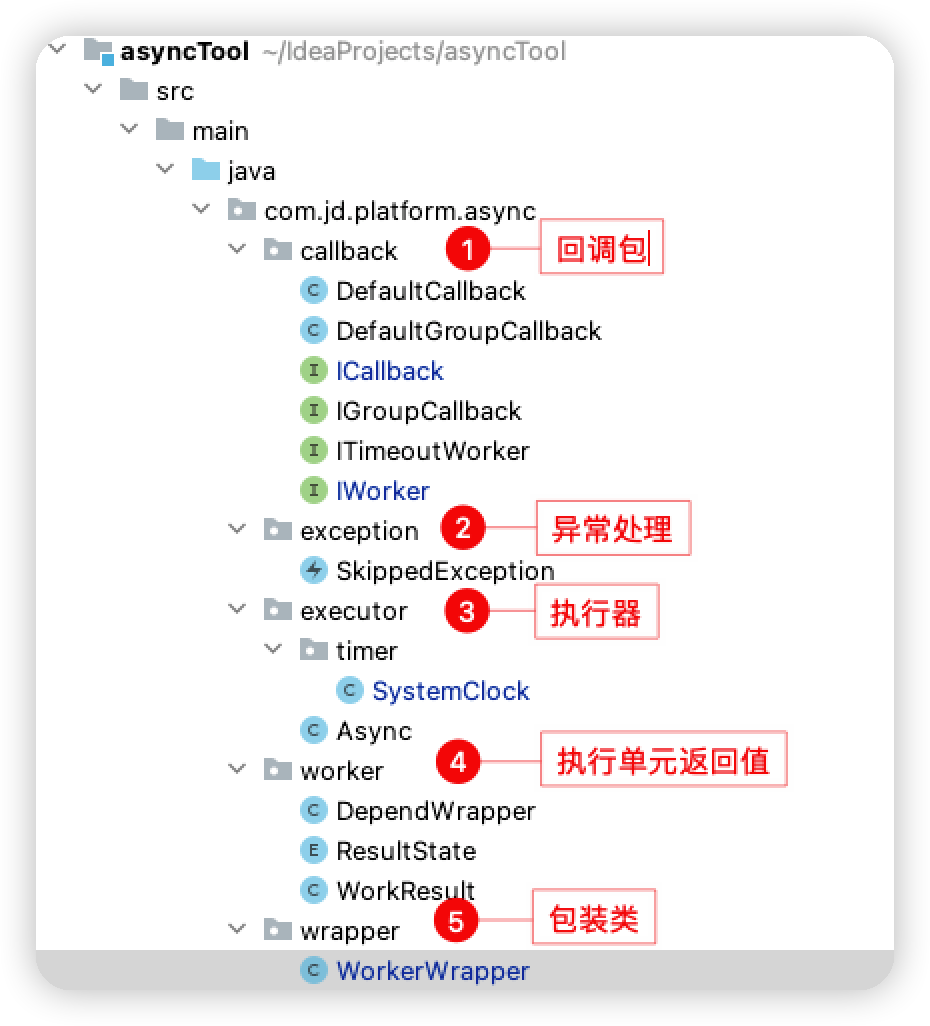 asyncTool ~/IdeaProjects/asyncTool
src
main
java
com.jd.platform.async
callback 1 回调包
C DefaultCallback
C DefaultGroupCallback
I ICallback
I IGroupCallback
I ITimeoutWorker
I IWorker
exception 2 异常处理
SkippedException
executor 3 执行器
timer
C SystemClock
C Async
worker 4 执行单元返回值
C DependWrapper
E ResultState
C WorkResult
wrapper 5 包装类
C WorkerWrapper